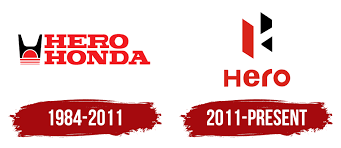 HERO
HONDA
1984-2011
Hero
2011-PRESENT